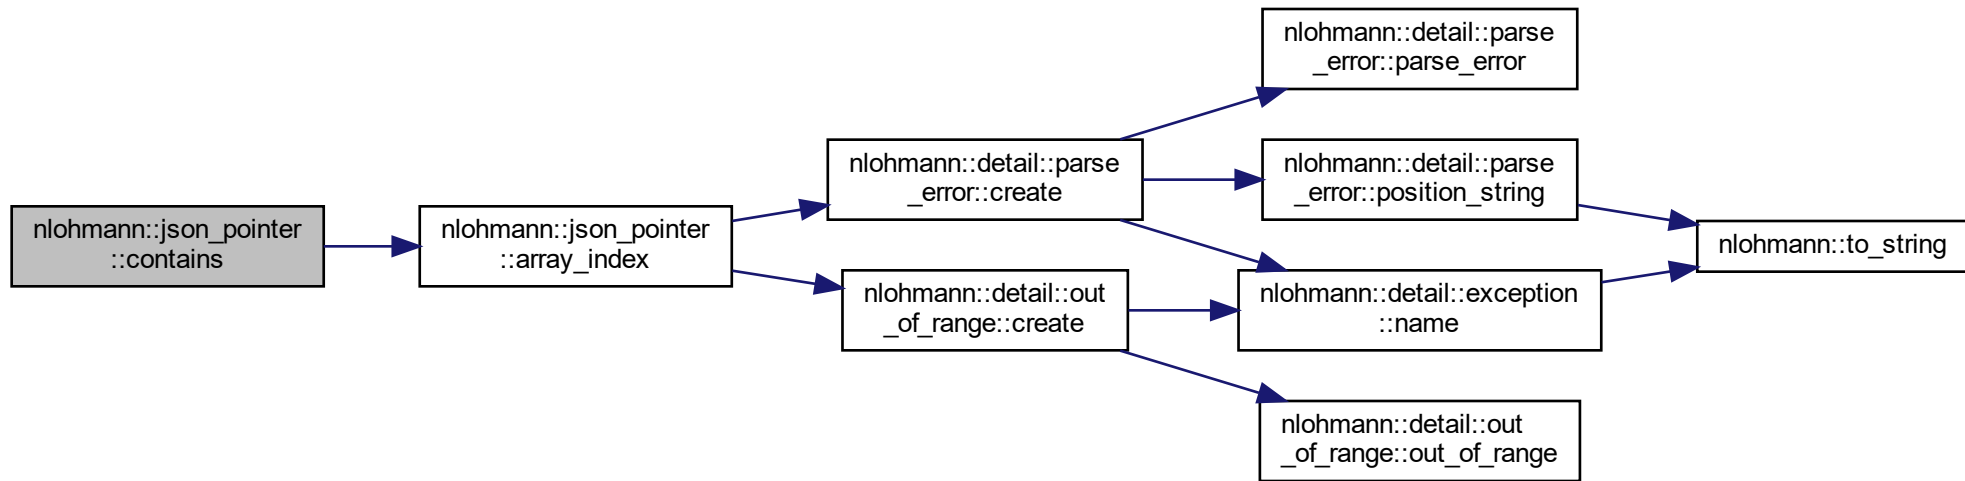 nlohmann::json_pointer
::contains
nlohmann::json_pointer
::array_index
nlohmann::detail::parse
_error::create
nlohmann::detail::out
_of_range::create
nlohmann::detail::parse
_error::parse_error
nlohmann::detail::parse
_error::position_string
nlohmann::detail::exception
::name
nlohmann::detail::out
_of_range::out_of_range
nlohmann::to_string